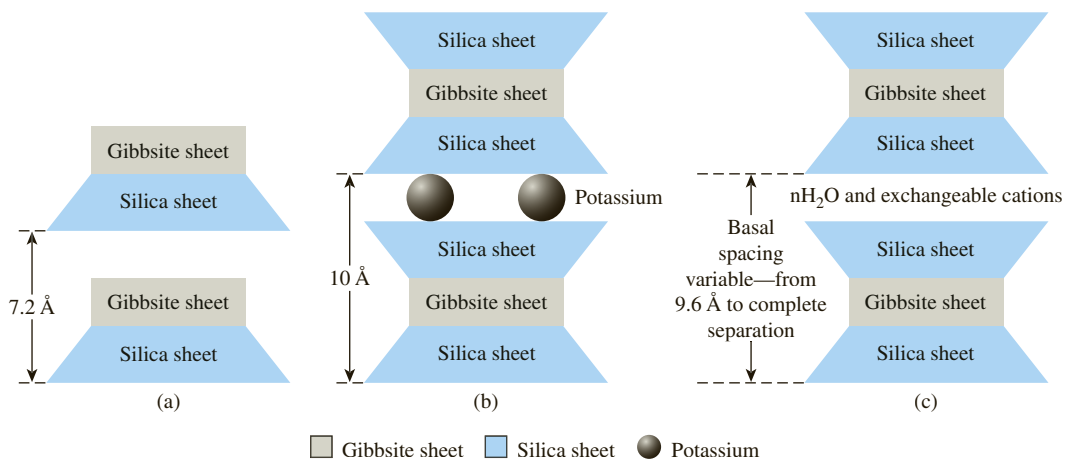 Gibbsite sheet
Silica sheet
7.2 Å
Gibbsite sheet
Silica sheet
(a)
Silica sheet
Gibbsite sheet
Silica sheet
Potassium
10 Å
Silica sheet
Gibbsite sheet
Silica sheet
(b)
Silica sheet
Gibbsite sheet
Silica sheet
nH₂O and exchangeable cations
Basal
spacing
variable—from
9.6 Å to complete
separation
Silica sheet
Gibbsite sheet
Silica sheet
(c)
Gibbsite sheet Silica sheet Potassium